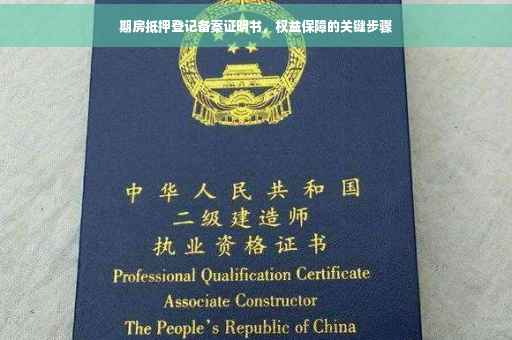 期房抵押登记备案证明书，权益保障的关键步骤
中华人民共和国
二级建造师
执业资格证书
Professional Qualification Certificate
Associate Constructor
The People's Republic of China